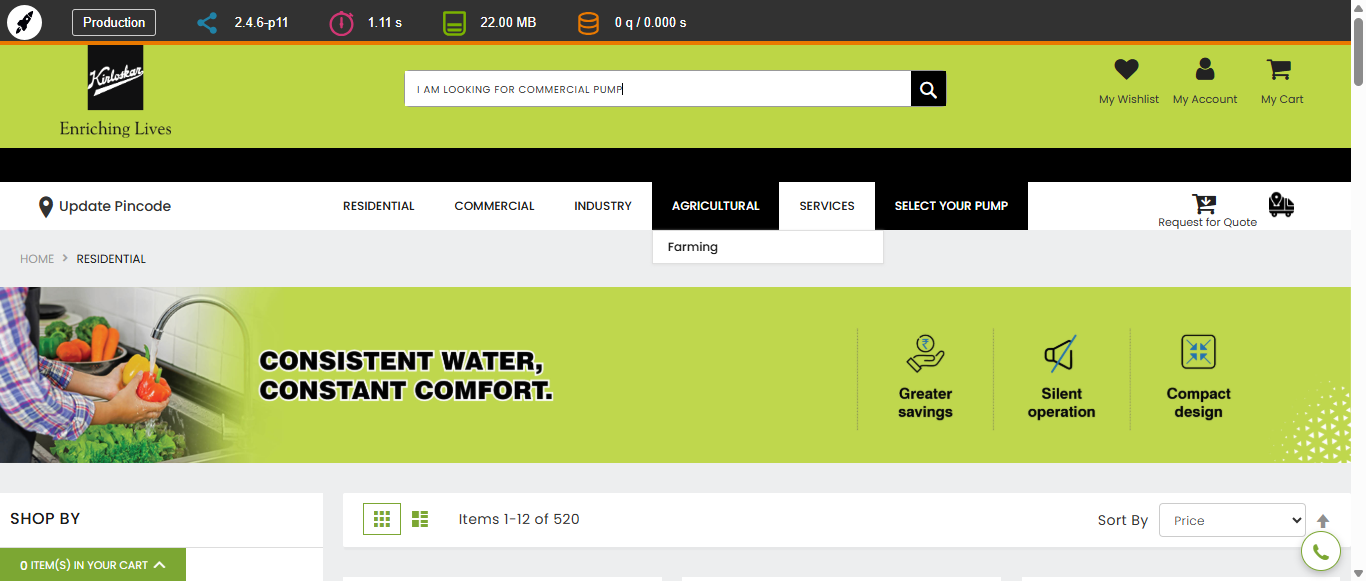 Production
2.4.6-p11
1.11 s
22.00 MB
0 q / 0.000 s
Kirloskar
Enriching Lives
I AM LOOKING FOR COMMERCIAL PUMP
My Wishlist
My Account
My Cart
Update Pincode
RESIDENTIAL
COMMERCIAL
INDUSTRY
AGRICULTURAL
SERVICES
SELECT YOUR PUMP
Request for Quote
Farming
HOME > RESIDENTIAL
CONSISTENT WATER,
CONSTANT COMFORT.
₹
Greater
savings
Silent
operation
Compact
design
SHOP BY
Items 1-12 of 520
Sort By
Price
0 ITEM(S) IN YOUR CART